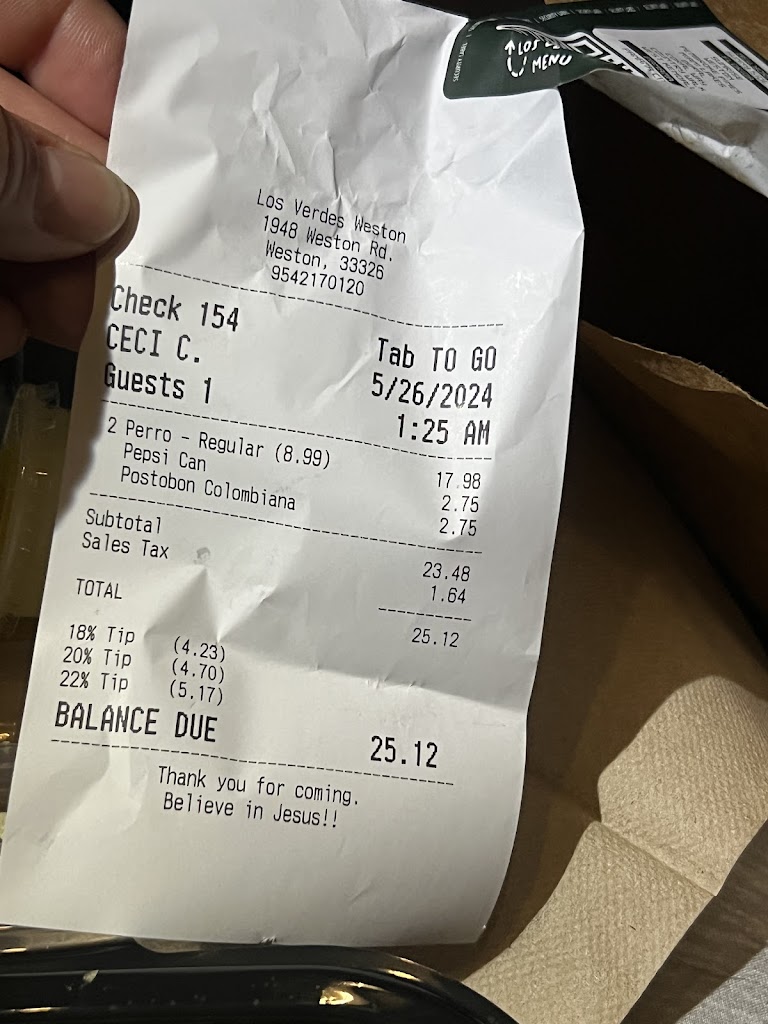 LOS
MENU
Los Verdes Weston
1948 Weston Rd.
Weston, 33326
9542170120
Check 154
Tab TO GO
CECI C.
5/26/2024
Guests 1
1:25 AM
2 Perro - Regular (8.99) 17.98
Pepsi Can 2.75
Postobon Colombiana 2.75
Subtotal 23.48
Sales Tax 1.64
TOTAL 25.12
18% Tip (4.23)
20% Tip (4.70)
22% Tip (5.17)
BALANCE DUE 25.12
Thank you for coming.
Believe in Jesus!!